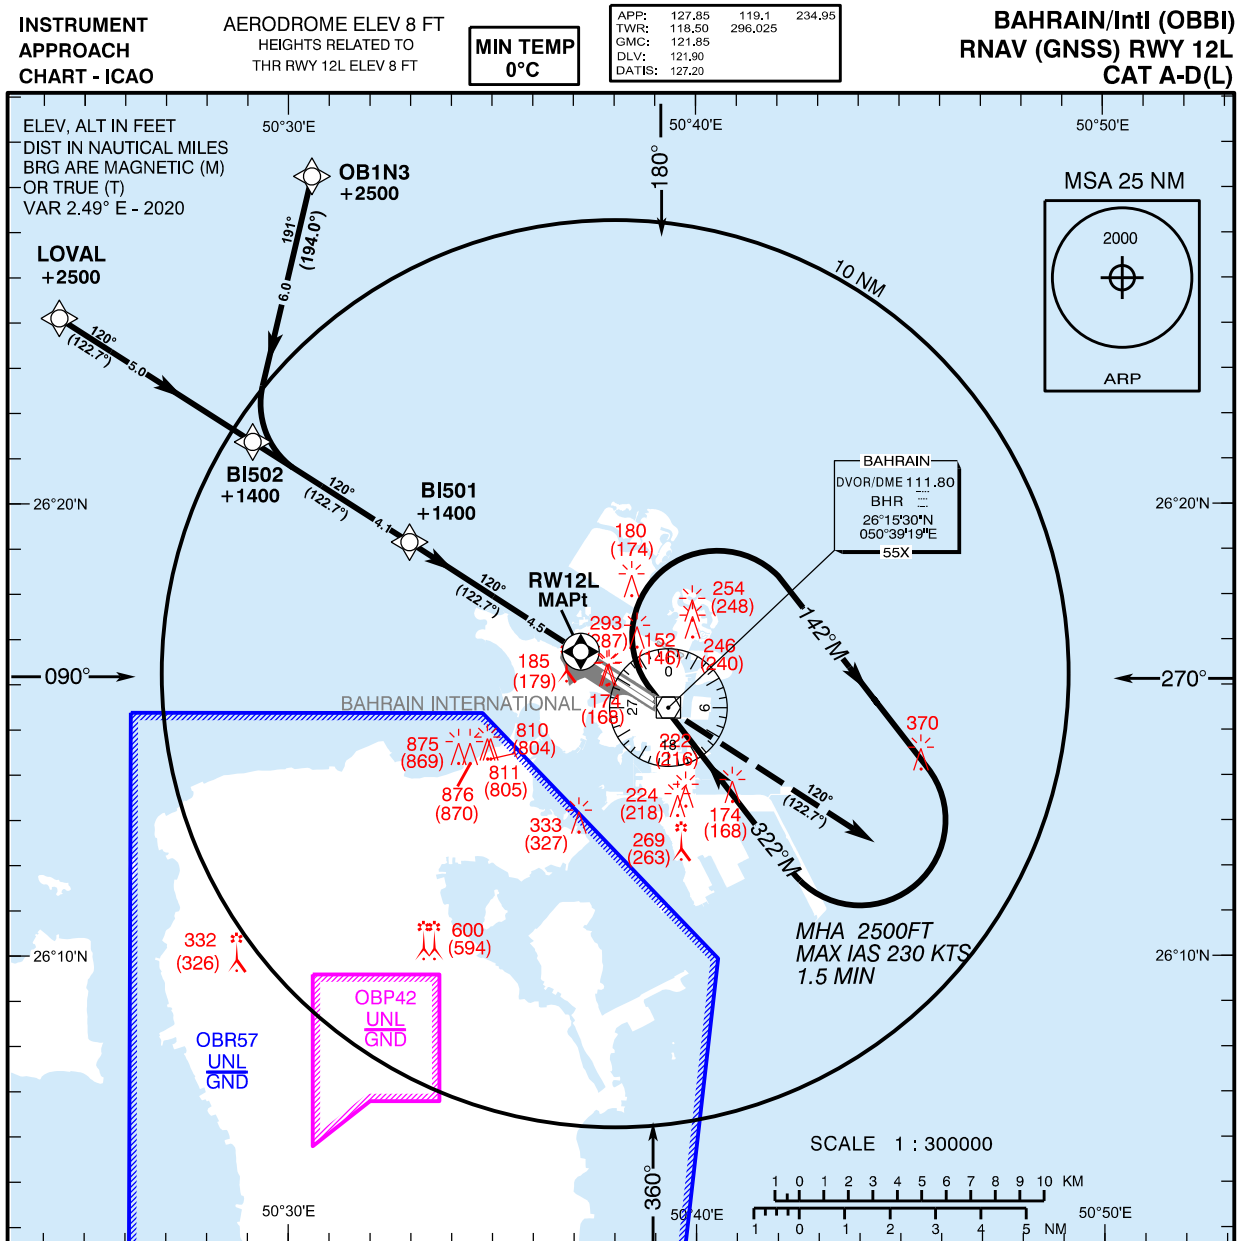 INSTRUMENT
APPROACH
CHART - ICAO
AERODROME ELEV 8 FT
HEIGHTS RELATED TO
THR RWY 12L ELEV 8 FT
MIN TEMP
0°C
APP: 127.85 119.1 234.95
TWR: 118.50 296.025
GMC: 121.85
DLV: 121.90
DATIS: 127.20
BAHRAIN/Intl (OBBI)
RNAV (GNSS) RWY 12L
CAT A-D(L)
50°30'E
50°40'E
50°50'E
ELEV, ALT IN FEET
DIST IN NAUTICAL MILES
BRG ARE MAGNETIC (M)
OR TRUE (T)
VAR 2.49° E - 2020
OB1N3
+2500
180°
MSA 25 NM
2000
ARP
191°
(194.0°)
6.0
LOVAL
+2500
10 NM
120°
(122.7°)
5.0
BI502
+1400
120°
(122.7°)
4.1
BI501
+1400
BAHRAIN
DVOR/DME 111.80
BHR
26°15'30"N
050°39'19"E
55X
26°20'N
26°20'N
180
(174)
120°
(122.7°)
4.5
RW12L
MAPt
254
(248)
293
(287)
152
(146)
246
(240)
142°M
185
(179)
174
(168)
090°
270°
BAHRAIN INTERNATIONAL
0
9
18
27
222
(216)
370
875
(869)
810
(804)
811
(805)
876
(870)
333
(327)
224
(218)
174
(168)
269
(263)
120°
(122.7°)
322°M
MHA 2500FT
MAX IAS 230 KTS
1.5 MIN
332
(326)
600
(594)
26°10'N
26°10'N
OBP42
UNL
GND
OBR57
UNL
GND
SCALE 1 : 300000
1 0 1 2 3 4 5 6 7 8 9 10 KM
1 0 1 2 3 4 5 NM
360°
50°30'E
50°40'E
50°50'E